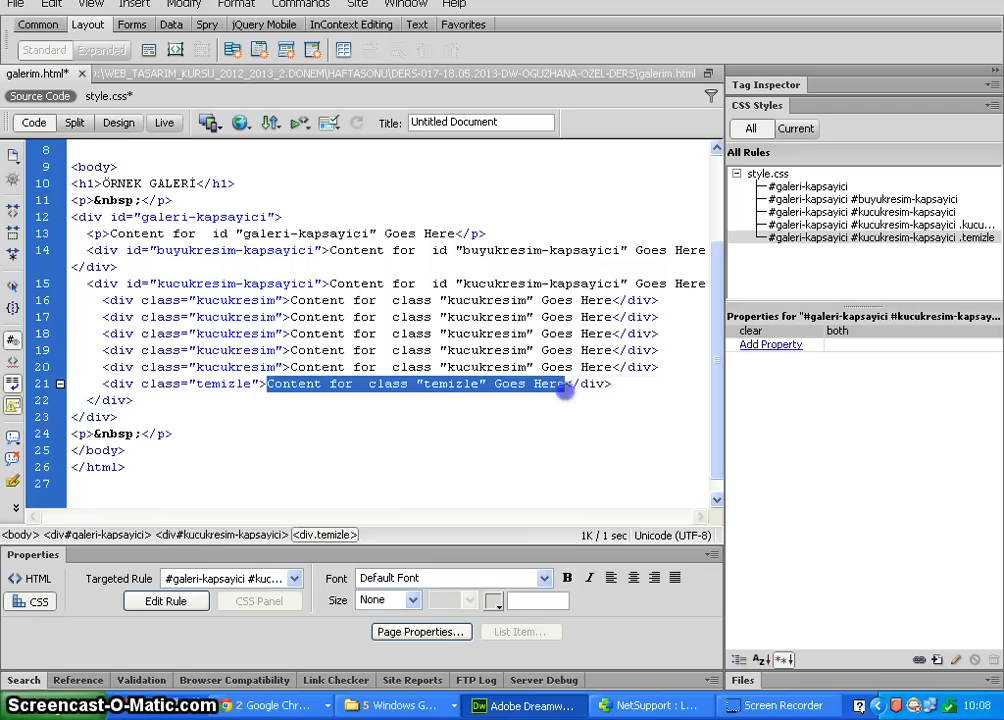 File Edit View Insert Modify Format Commands Site Window Help
Common Layout Forms Data Spry jQuery Mobile InContext Editing Text Favorites
Standard Expanded
galerim.html* :\WEB_TASARIM_KURSU_2012_2013_2.DONEM\HAFTASONU\DERS-017-18.05.2013-DW-OGUZHANA-OZEL-DERS\galerim.html
Source Code style.css*
Code Split Design Live Title: Untitled Document
8
9 <body>
10 <h1>ÖRNEK GALERİ</h1>
11 <p>&nbsp;</p>
12 <div id="galeri-kapsayici">
13 <p>Content for id "galeri-kapsayici" Goes Here</p>
14 <div id="buyukresim-kapsayici">Content for id "buyukresim-kapsayici" Goes Here
</div>
15 <div id="kucukresim-kapsayici">Content for id "kucukresim-kapsayici" Goes Here
16 <div class="kucukresim">Content for class "kucukresim" Goes Here</div>
17 <div class="kucukresim">Content for class "kucukresim" Goes Here</div>
18 <div class="kucukresim">Content for class "kucukresim" Goes Here</div>
19 <div class="kucukresim">Content for class "kucukresim" Goes Here</div>
20 <div class="kucukresim">Content for class "kucukresim" Goes Here</div>
21 <div class="temizle">Content for class "temizle" Goes Here</div>
22 </div>
23 </div>
24 <p>&nbsp;</p>
25 </body>
26 </html>
27
<body> <div#galeri-kapsayici> <div#kucukresim-kapsayici> <div.temizle> 1K / 1 sec Unicode (UTF-8)
Tag Inspector
CSS Styles
All Current
All Rules
style.css
#galeri-kapsayici
#galeri-kapsayici #buyukresim-kapsayici
#galeri-kapsayici #kucukresim-kapsayici
#galeri-kapsayici #kucukresim-kapsayici .kucu...
#galeri-kapsayici #kucukresim-kapsayici .temizle
Properties for "#galeri-kapsayici #kucukresim-kapsay...
clear both
Add Property
Properties
HTML Targeted Rule #galeri-kapsayici #kuc... Font Default Font B I
CSS Edit Rule CSS Panel Size None
Page Properties... List Item...
Search Reference Validation Browser Compatibility Link Checker Site Reports FTP Log Server Debug
Files
Screencast-O-Matic.com 2 Google Chr... 5 Windows G... Adobe Dreamw... NetSupport : L... Screen Recorder 10:08